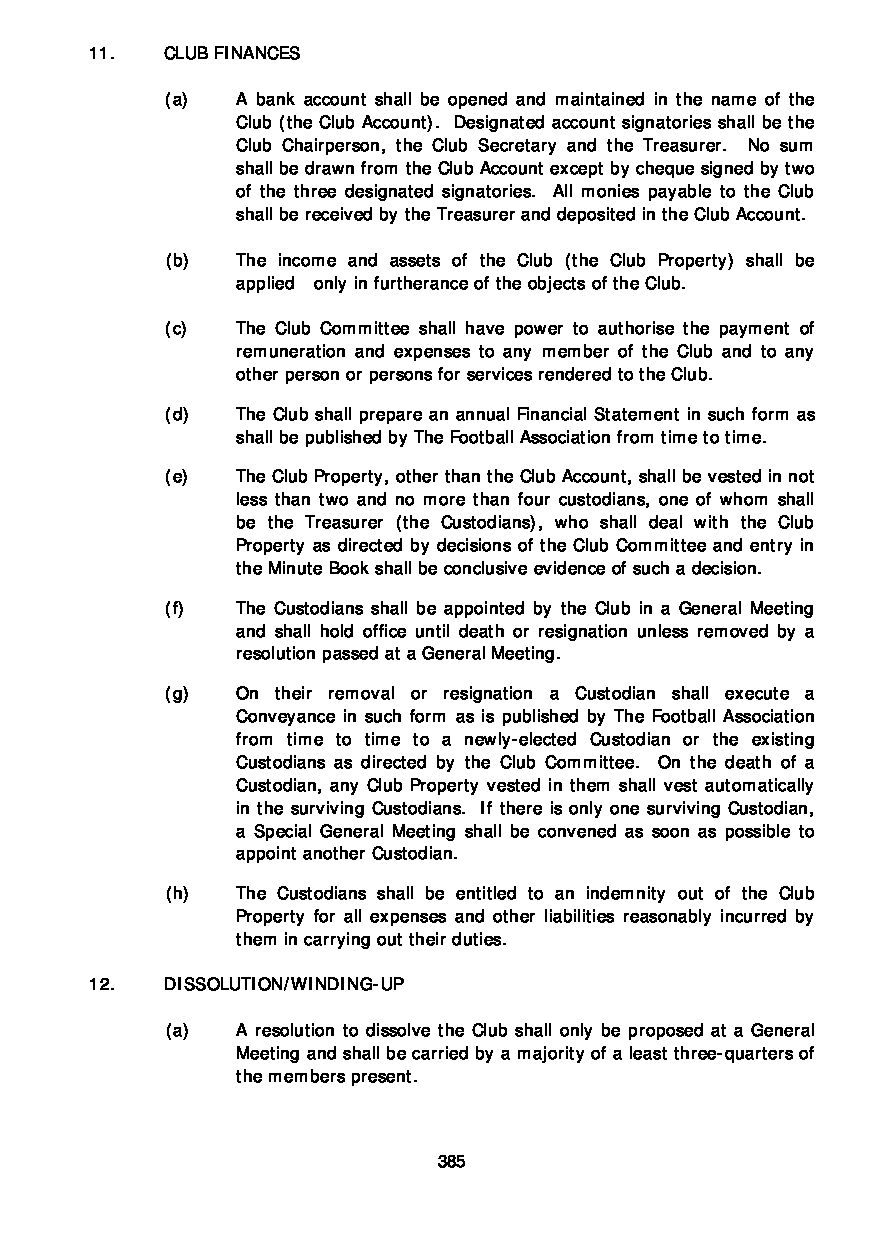 11. CLUB FINANCES
(a) A bank account shall be opened and maintained in the name of the
Club (the Club Account). Designated account signatories shall be the
Club Chairperson, the Club Secretary and the Treasurer. No sum
shall be drawn from the Club Account except by cheque signed by two
of the three designated signatories. All monies payable to the Club
shall be received by the Treasurer and deposited in the Club Account.
(b) The income and assets of the Club (the Club Property) shall be
applied only in furtherance of the objects of the Club.
(c) The Club Committee shall have power to authorise the payment of
remuneration and expenses to any member of the Club and to any
other person or persons for services rendered to the Club.
(d) The Club shall prepare an annual Financial Statement in such form as
shall be published by The Football Association from time to time.
(e) The Club Property, other than the Club Account, shall be vested in not
less than two and no more than four custodians, one of whom shall
be the Treasurer (the Custodians), who shall deal with the Club
Property as directed by decisions of the Club Committee and entry in
the Minute Book shall be conclusive evidence of such a decision.
(f) The Custodians shall be appointed by the Club in a General Meeting
and shall hold office until death or resignation unless removed by a
resolution passed at a General Meeting.
(g) On their removal or resignation a Custodian shall execute a
Conveyance in such form as is published by The Football Association
from time to time to a newly-elected Custodian or the existing
Custodians as directed by the Club Committee. On the death of a
Custodian, any Club Property vested in them shall vest automatically
in the surviving Custodians. If there is only one surviving Custodian,
a Special General Meeting shall be convened as soon as possible to
appoint another Custodian.
(h) The Custodians shall be entitled to an indemnity out of the Club
Property for all expenses and other liabilities reasonably incurred by
them in carrying out their duties.
12. DISSOLUTION/WINDING-UP
(a) A resolution to dissolve the Club shall only be proposed at a General
Meeting and shall be carried by a majority of a least three-quarters of
the members present.
385